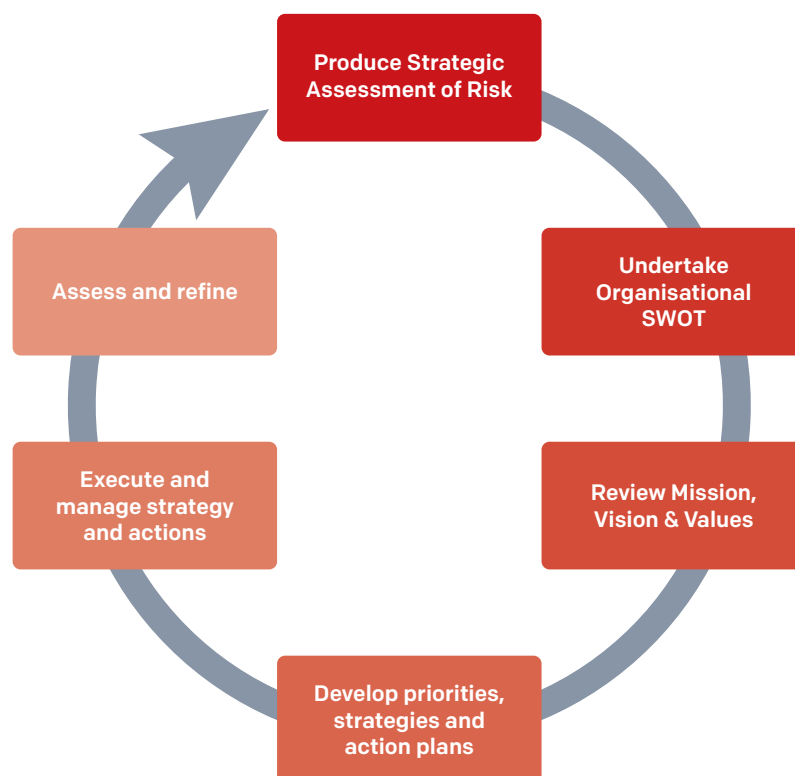 Produce Strategic
Assessment of Risk
Undertake
Organisational
SWOT
Review Mission,
Vision & Values
Develop priorities,
strategies and
action plans
Execute and
manage strategy
and actions
Assess and refine